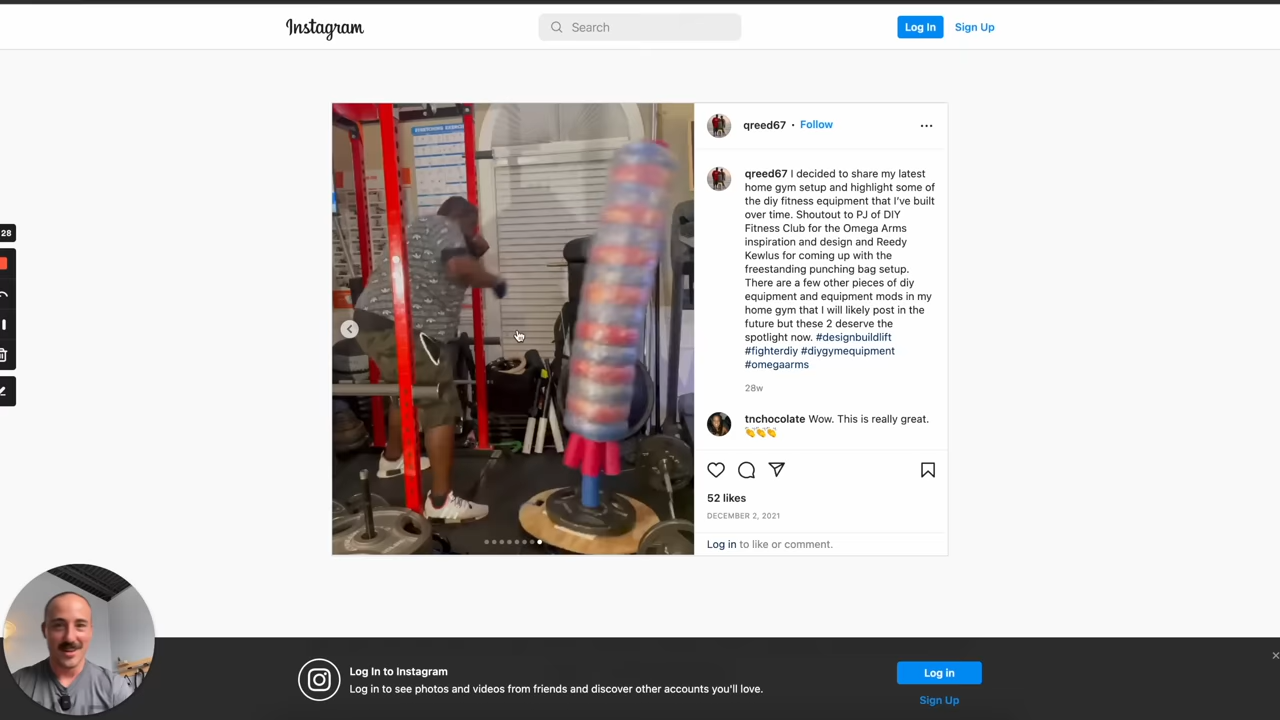 Instagram
Search
Log In
Sign Up
qreed67 • Follow
qreed67 I decided to share my latest
home gym setup and highlight some of
the diy fitness equipment that I've built
over time. Shoutout to PJ of DIY
Fitness Club for the Omega Arms
inspiration and design and Reedy
Kewlus for coming up with the
freestanding punching bag setup.
There are a few other pieces of diy
equipment and equipment mods in my
home gym that I will likely post in the
future but these 2 deserve the
spotlight now. #designbuildlift
#fighterdiy #diygymequipment
#omegaarms
28w
tnchocolate Wow. This is really great.
👏👏👏
52 likes
DECEMBER 2, 2021
Log in to like or comment.
28
Log In to Instagram
Log in to see photos and videos from friends and discover other accounts you'll love.
Log in
Sign Up